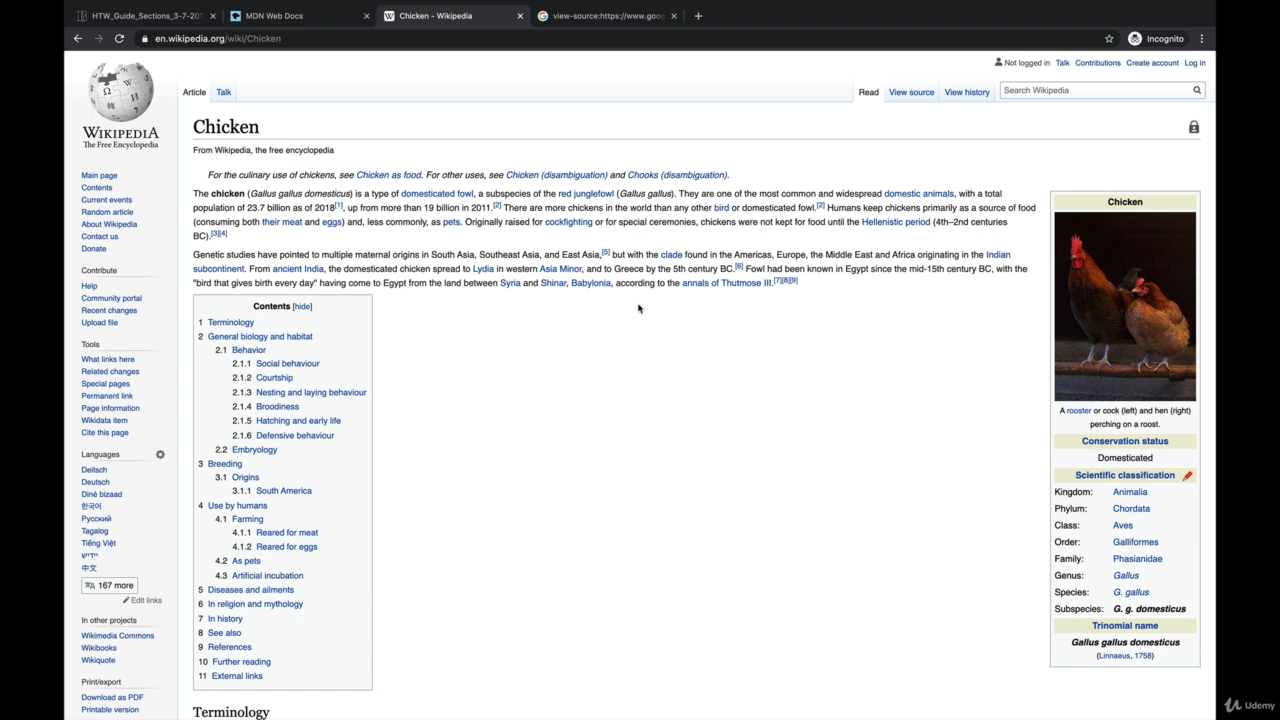 HTW_Guide_Sections_3-7-201
MDN Web Docs
Chicken - Wikipedia
view-source:https://www.goog
en.wikipedia.org/wiki/Chicken
Incognito
Not logged in Talk Contributions Create account Log in
Article Talk
Read View source View history
Search Wikipedia
WIKIPEDIA
The Free Encyclopedia
Main page
Contents
Current events
Random article
About Wikipedia
Contact us
Donate
Contribute
Help
Community portal
Recent changes
Upload file
Tools
What links here
Related changes
Special pages
Permanent link
Page information
Wikidata item
Cite this page
Languages
Deitsch
Deutsch
Diné bizaad
한국어
Русский
Tagalog
Tiếng Việt
ייִדיש
中文
167 more
Edit links
In other projects
Wikimedia Commons
Wikibooks
Wikiquote
Print/export
Download as PDF
Printable version
Chicken
From Wikipedia, the free encyclopedia
For the culinary use of chickens, see Chicken as food. For other uses, see Chicken (disambiguation) and Chooks (disambiguation).
The chicken (Gallus gallus domesticus) is a type of domesticated fowl, a subspecies of the red junglefowl (Gallus gallus). They are one of the most common and widespread domestic animals, with a total
population of 23.7 billion as of 2018[1], up from more than 19 billion in 2011.[2] There are more chickens in the world than any other bird or domesticated fowl.[2] Humans keep chickens primarily as a source of food
(consuming both their meat and eggs) and, less commonly, as pets. Originally raised for cockfighting or for special ceremonies, chickens were not kept for food until the Hellenistic period (4th–2nd centuries
BC).[3][4]
Genetic studies have pointed to multiple maternal origins in South Asia, Southeast Asia, and East Asia,[5] but with the clade found in the Americas, Europe, the Middle East and Africa originating in the Indian
subcontinent. From ancient India, the domesticated chicken spread to Lydia in western Asia Minor, and to Greece by the 5th century BC.[6] Fowl had been known in Egypt since the mid-15th century BC, with the
"bird that gives birth every day" having come to Egypt from the land between Syria and Shinar, Babylonia, according to the annals of Thutmose III.[7][8][9]
Contents [hide]
1 Terminology
2 General biology and habitat
2.1 Behavior
2.1.1 Social behaviour
2.1.2 Courtship
2.1.3 Nesting and laying behaviour
2.1.4 Broodiness
2.1.5 Hatching and early life
2.1.6 Defensive behaviour
2.2 Embryology
3 Breeding
3.1 Origins
3.1.1 South America
4 Use by humans
4.1 Farming
4.1.1 Reared for meat
4.1.2 Reared for eggs
4.2 As pets
4.3 Artificial incubation
5 Diseases and ailments
6 In religion and mythology
7 In history
8 See also
9 References
10 Further reading
11 External links
Terminology
Chicken
A rooster or cock (left) and hen (right)
perching on a roost.
Conservation status
Domesticated
Scientific classification
Kingdom: Animalia
Phylum: Chordata
Class: Aves
Order: Galliformes
Family: Phasianidae
Genus: Gallus
Species: G. gallus
Subspecies: G. g. domesticus
Trinomial name
Gallus gallus domesticus
(Linnaeus, 1758)
Udemy